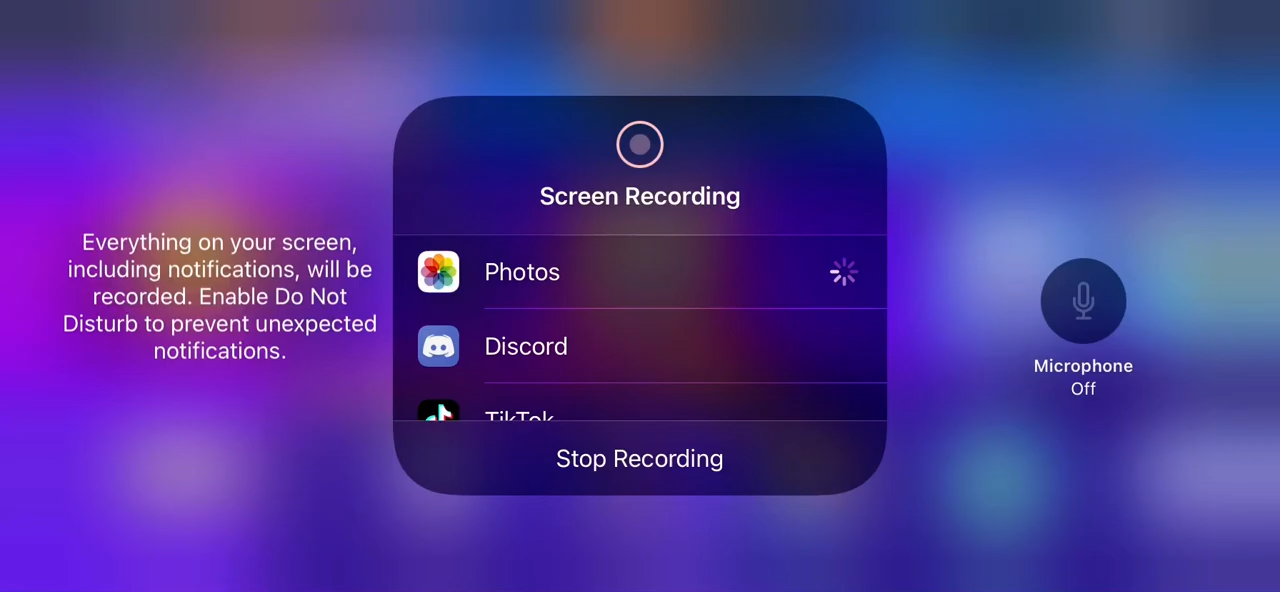 Screen Recording
Everything on your screen,
including notifications, will be
recorded. Enable Do Not
Disturb to prevent unexpected
notifications.
Photos
Discord
TikTok
Stop Recording
Microphone
Off